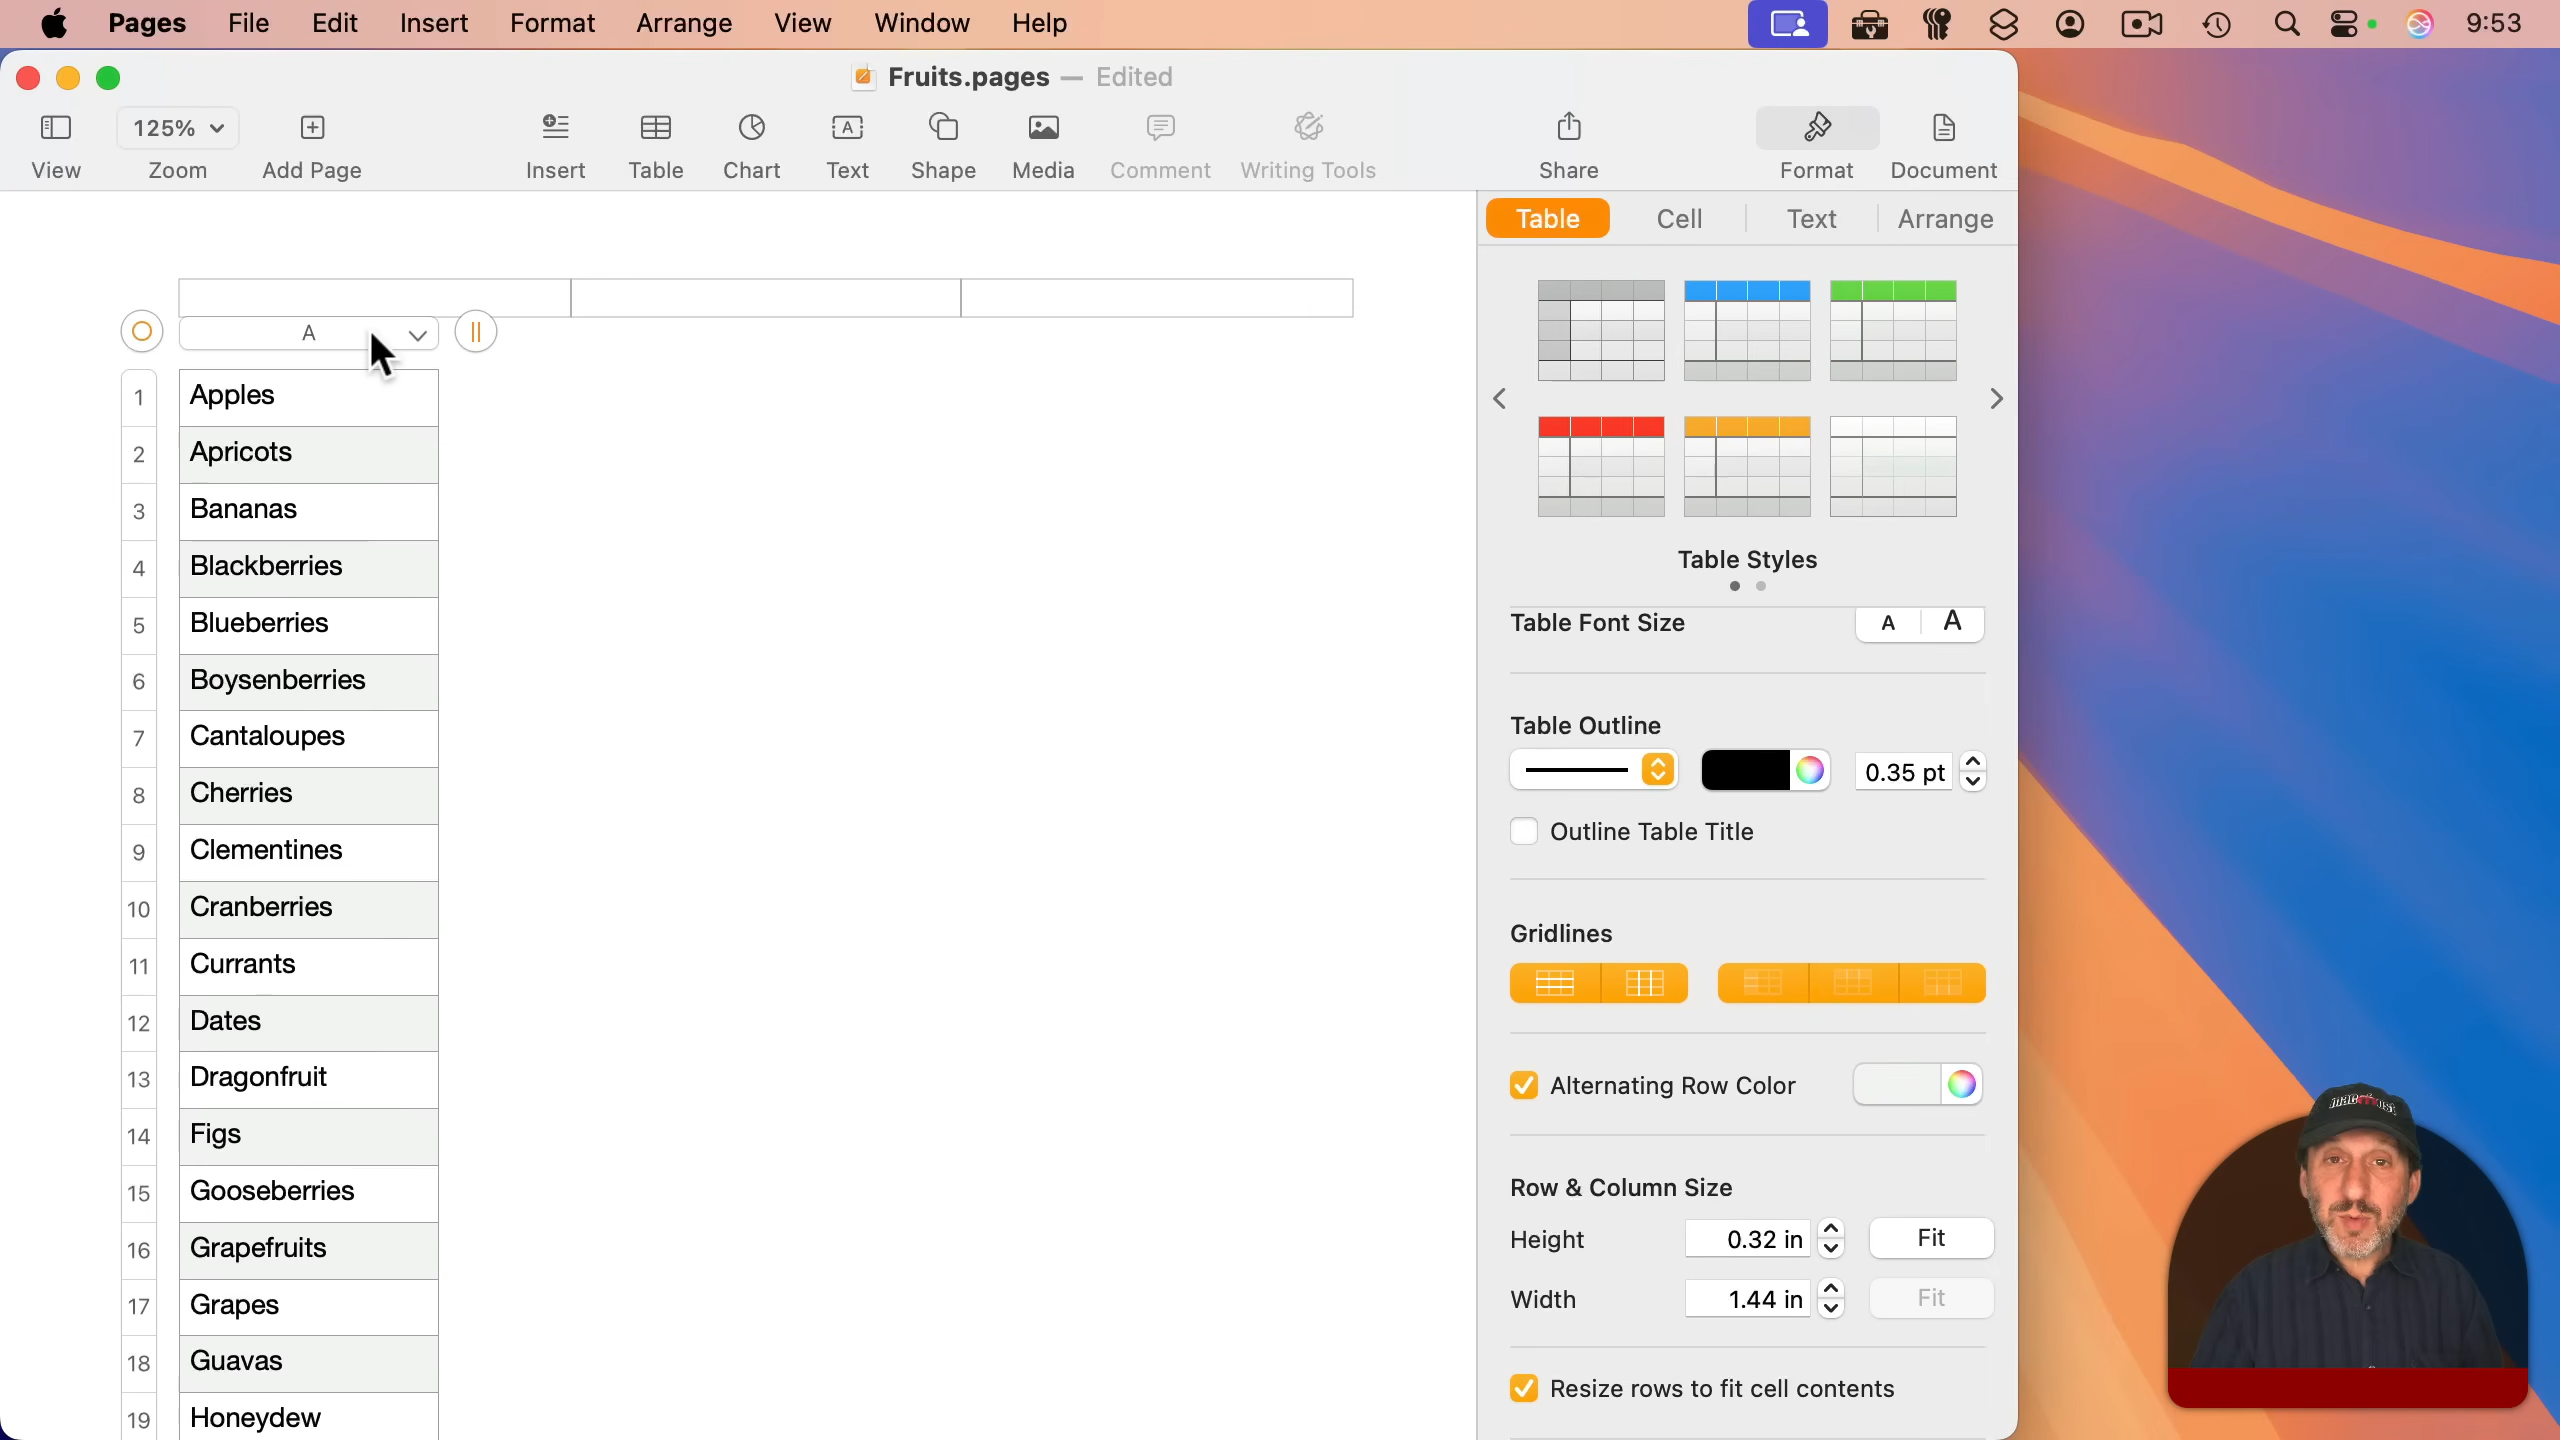 Pages File Edit Insert Format Arrange View Window Help 9:53
Fruits.pages — Edited
125%
View Zoom Add Page Insert Table Chart Text Shape Media Comment Writing Tools Share Format Document
Table Cell Text Arrange
A
1 Apples
2 Apricots
3 Bananas
4 Blackberries
5 Blueberries
6 Boysenberries
7 Cantaloupes
8 Cherries
9 Clementines
10 Cranberries
11 Currants
12 Dates
13 Dragonfruit
14 Figs
15 Gooseberries
16 Grapefruits
17 Grapes
18 Guavas
19 Honeydew
Table Styles
Table Font Size A A
Table Outline
0.35 pt
Outline Table Title
Gridlines
Alternating Row Color
Row & Column Size
Height 0.32 in Fit
Width 1.44 in Fit
Resize rows to fit cell contents